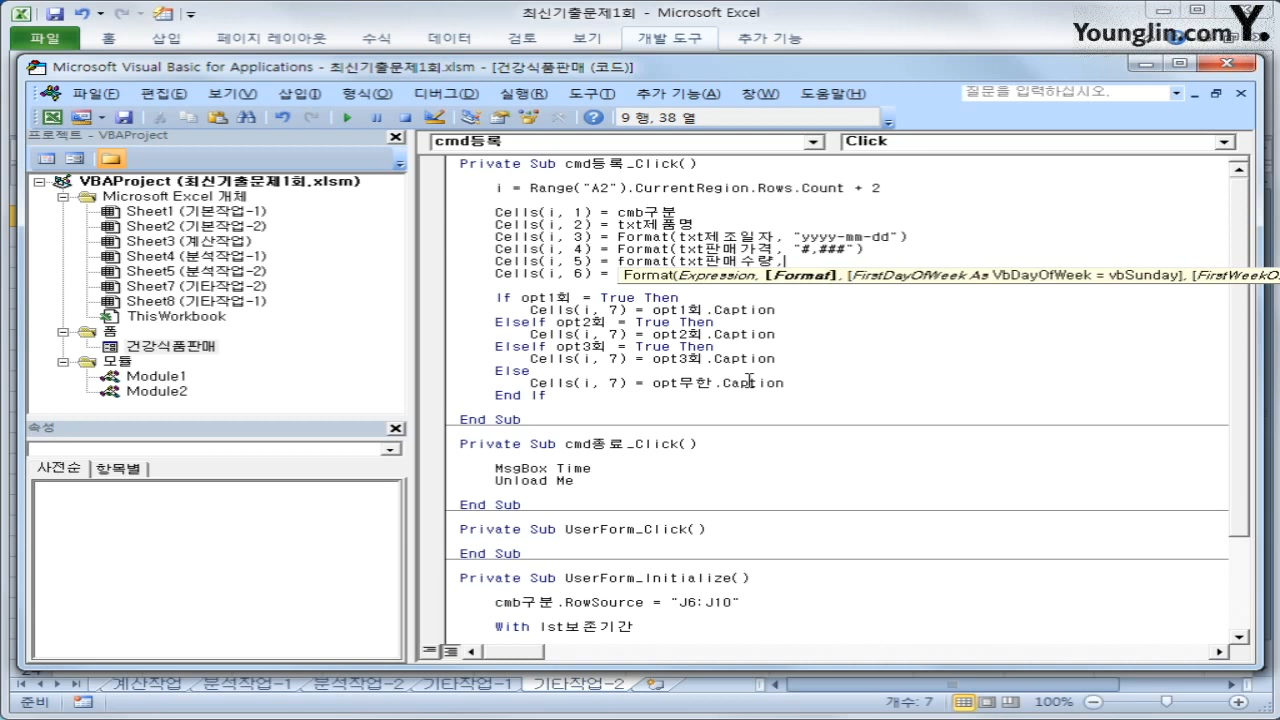 최신기출문제1회 - Microsoft Excel
파일 홈 삽입 페이지 레이아웃 수식 데이터 검토 보기 개발 도구 추가 기능
YoungJin.com Y.
Microsoft Visual Basic for Applications - 최신기출문제1회.xlsm - [건강식품판매 (코드)]
파일(F) 편집(E) 보기(V) 삽입(I) 형식(O) 디버그(D) 실행(R) 도구(T) 추가 기능(A) 창(W) 도움말(H) 질문을 입력하십시오.
9 행, 38 열
프로젝트 - VBAProject
VBAProject (최신기출문제1회.xlsm)
Microsoft Excel 개체
Sheet1 (기본작업-1)
Sheet2 (기본작업-2)
Sheet3 (계산작업)
Sheet4 (분석작업-1)
Sheet5 (분석작업-2)
Sheet7 (기타작업-2)
Sheet8 (기타작업-1)
ThisWorkbook
폼
건강식품판매
모듈
Module1
Module2
속성
사전순 항목별
cmd등록 Click
Private Sub cmd등록_Click()
i = Range("A2").CurrentRegion.Rows.Count + 2
Cells(i, 1) = cmb구분
Cells(i, 2) = txt제품명
Cells(i, 3) = Format(txt제조일자, "yyyy-mm-dd")
Cells(i, 4) = Format(txt판매가격, "#,###")
Cells(i, 5) = format(txt판매수량,
Cells(i, 6) =
Format(Expression, [Format], [FirstDayOfWeek As VbDayOfWeek = vbSunday], [FirstWeekO
If opt1회 = True Then
Cells(i, 7) = opt1회.Caption
ElseIf opt2회 = True Then
Cells(i, 7) = opt2회.Caption
ElseIf opt3회 = True Then
Cells(i, 7) = opt3회.Caption
Else
Cells(i, 7) = opt무한.Caption
End If
End Sub
Private Sub cmd종료_Click()
MsgBox Time
Unload Me
End Sub
Private Sub UserForm_Click()
End Sub
Private Sub UserForm_Initialize()
cmb구분.RowSource = "J6:J10"
With lst보존기간
계산작업 분석작업-1 분석작업-2 기타작업-1 기타작업-2
준비 개수: 7 100%